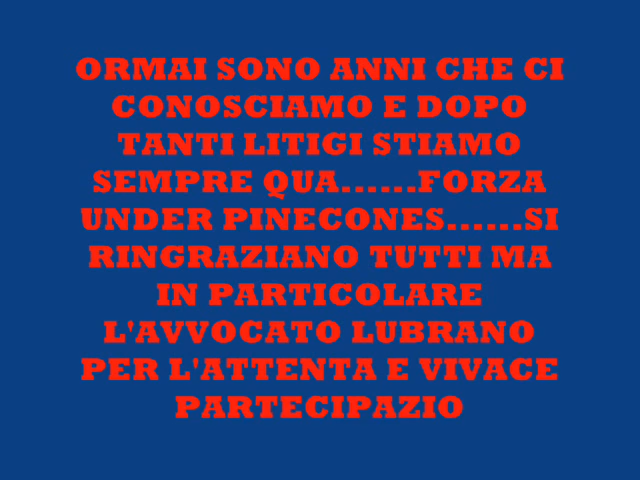 ORMAI SONO ANNI CHE CI
CONOSCIAMO E DOPO
TANTI LITIGI STIAMO
SEMPRE QUA......FORZA
UNDER PINECONES......SI
RINGRAZIANO TUTTI MA
IN PARTICOLARE
L'AVVOCATO LUBRANO
PER L'ATTENTA E VIVACE
PARTECIPAZIO